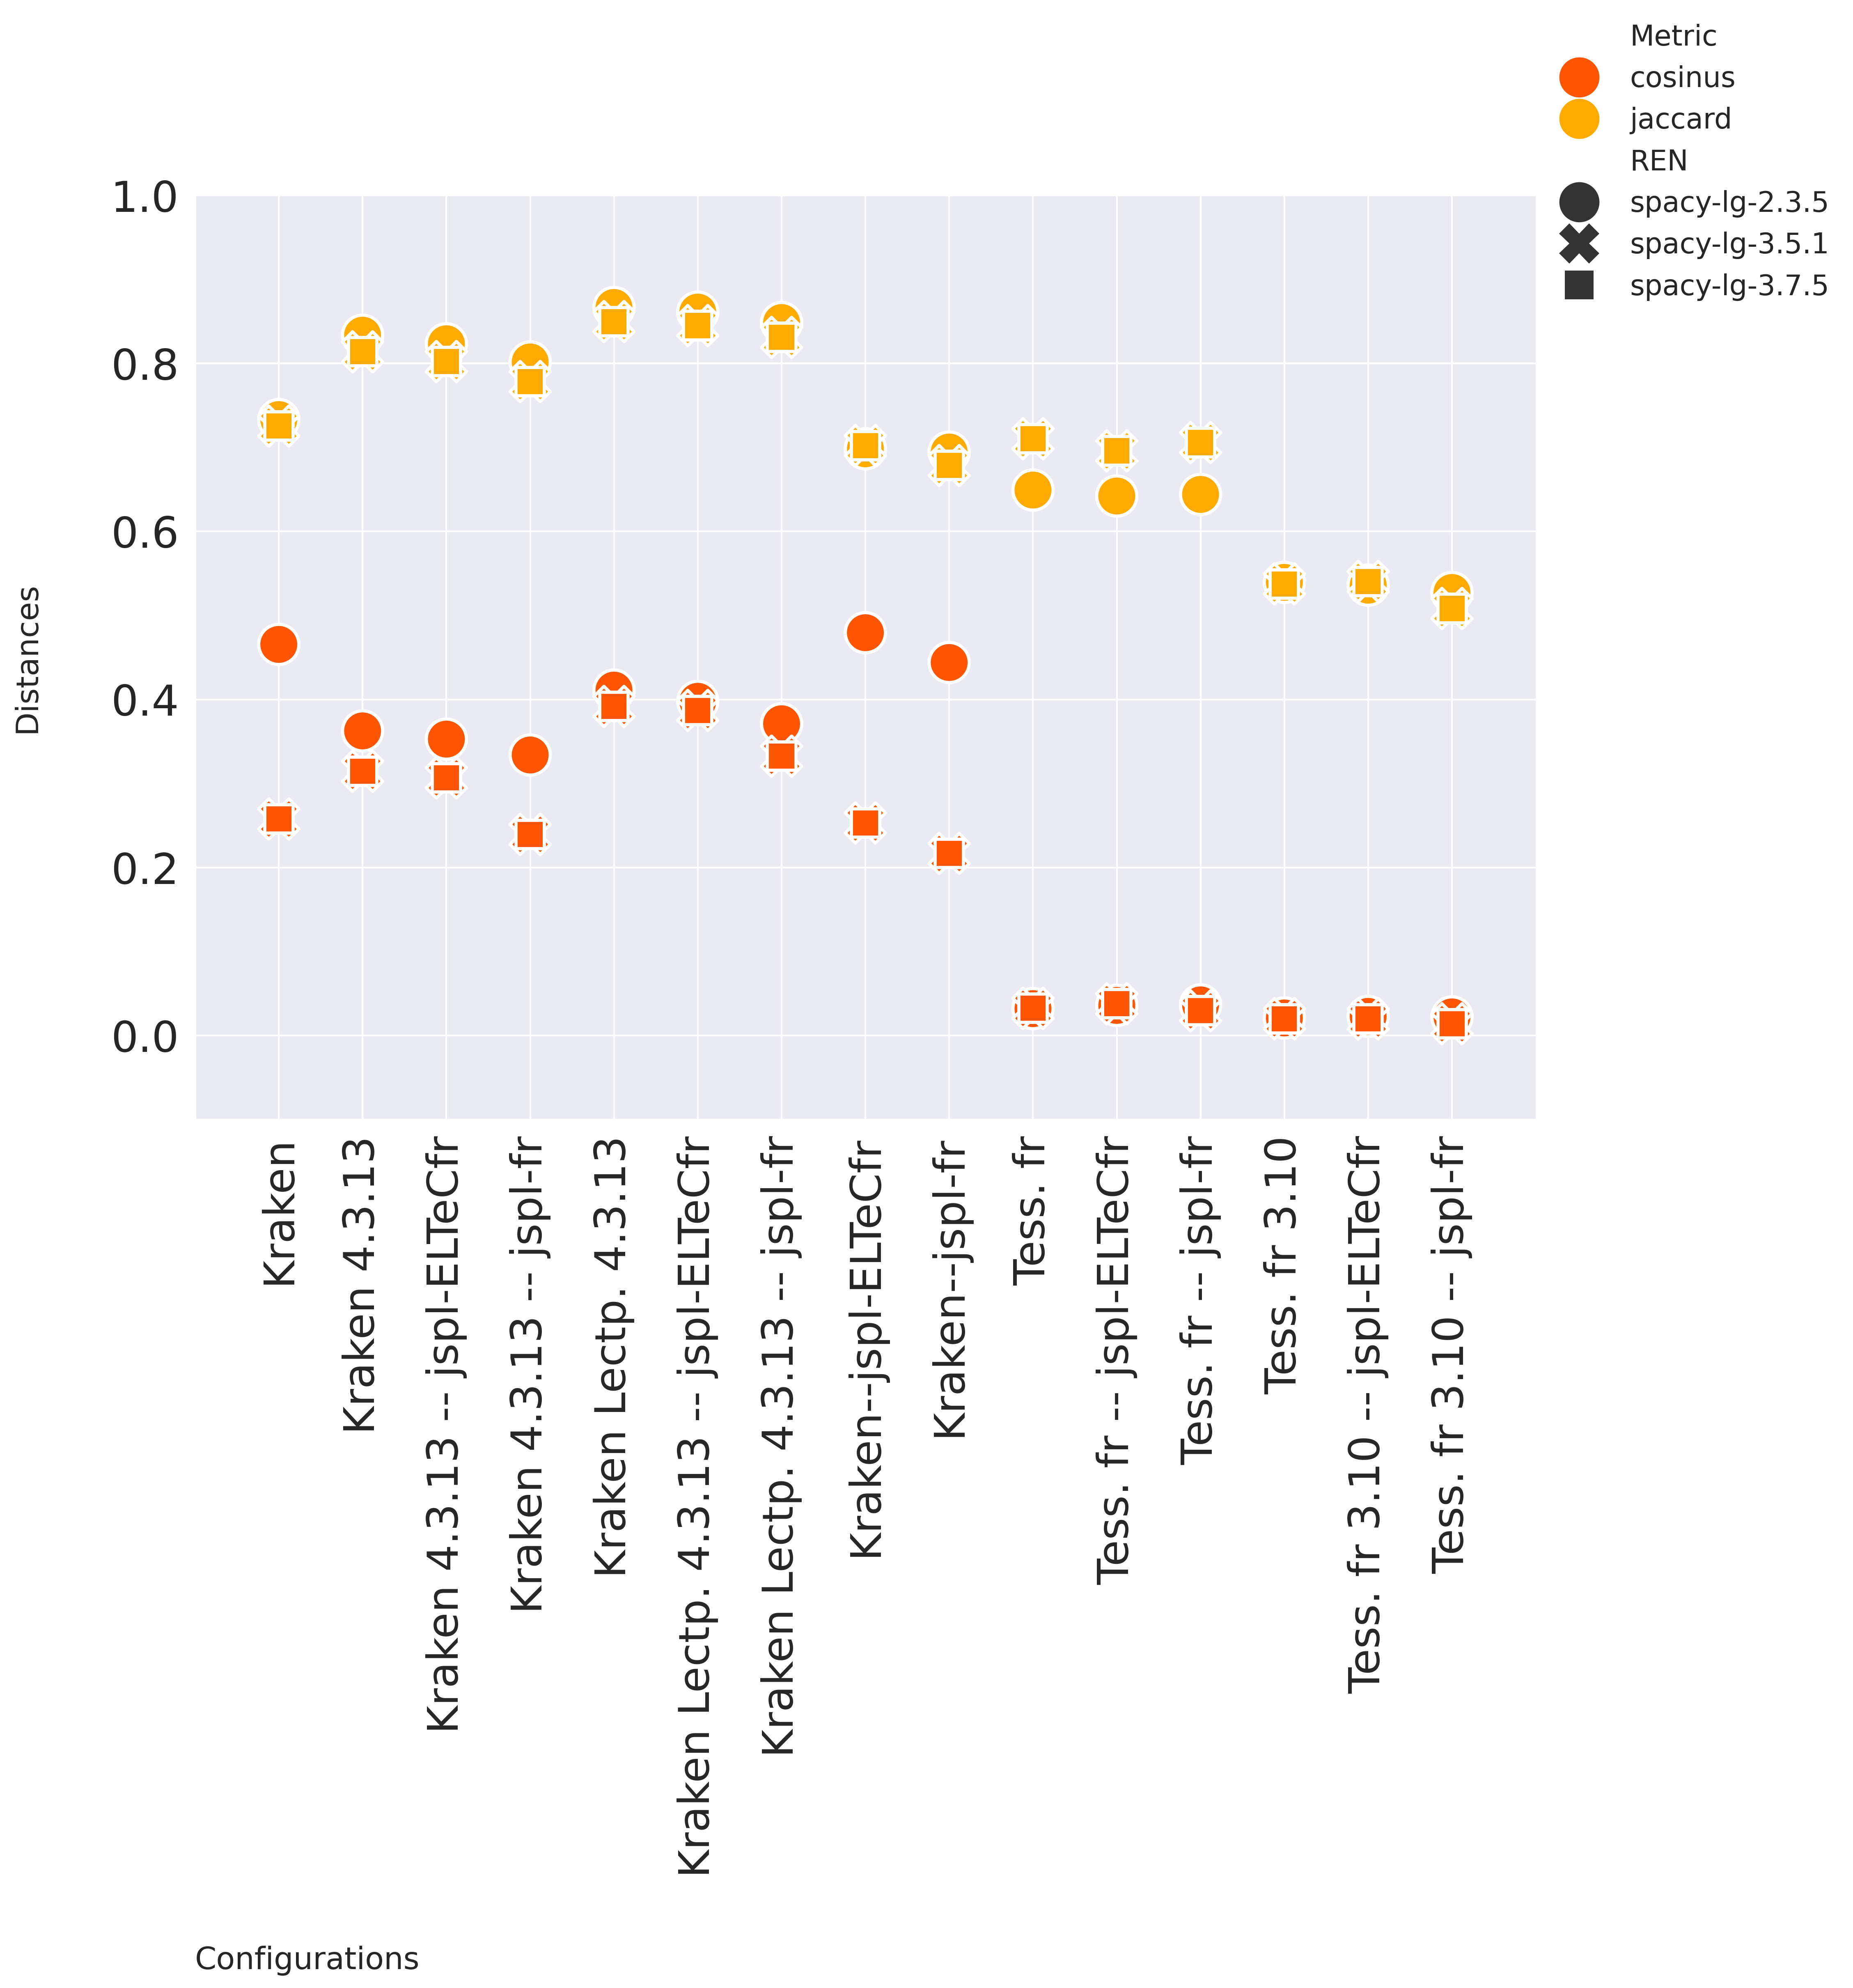 Metric
cosinus
jaccard
REN
spacy-lg-2.3.5
spacy-lg-3.5.1
spacy-lg-3.7.5
1.0
0.8
0.6
0.4
0.2
0.0
Distances
Kraken
Kraken 4.3.13
Kraken 4.3.13 -- jspl-ELTeCfr
Kraken 4.3.13 -- jspl-fr
Kraken Lectp. 4.3.13
Kraken Lectp. 4.3.13 -- jspl-ELTeCfr
Kraken Lectp. 4.3.13 -- jspl-fr
Kraken--jspl-ELTeCfr
Kraken--jspl-fr
Tess. fr
Tess. fr -- jspl-ELTeCfr
Tess. fr -- jspl-fr
Tess. fr 3.10
Tess. fr 3.10 -- jspl-ELTeCfr
Tess. fr 3.10 -- jspl-fr
Configurations